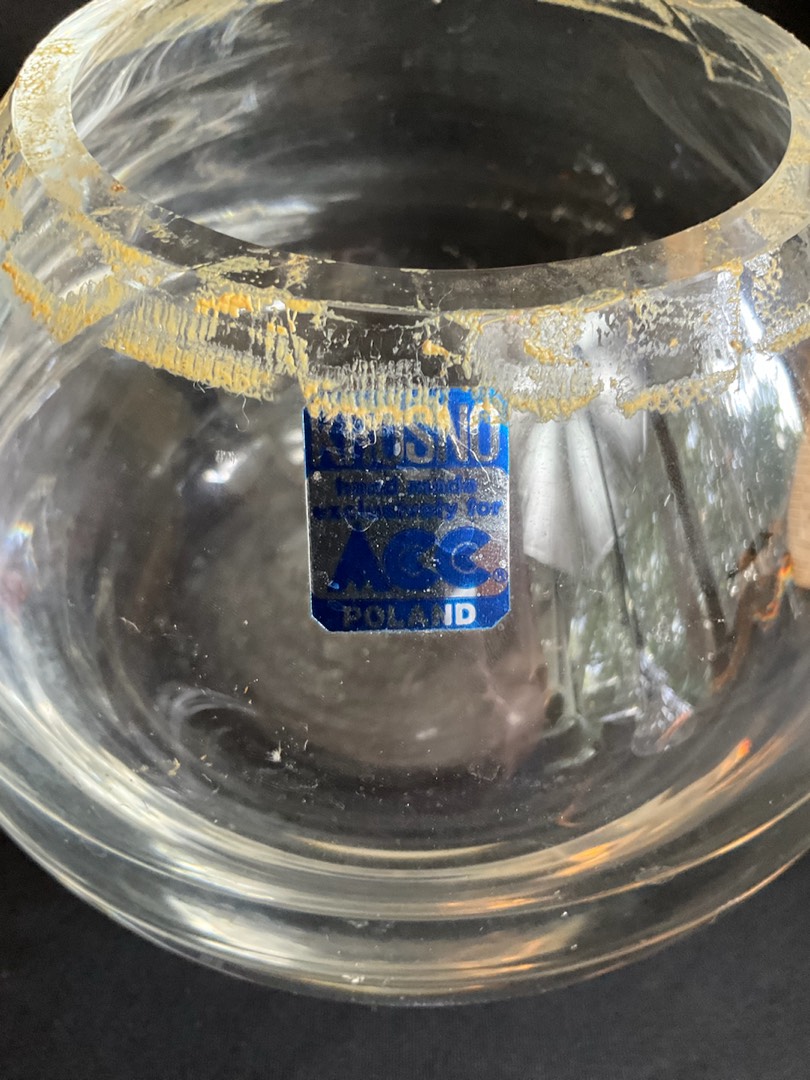 KROSNO
hand made
exclusively for
ACC®
POLAND